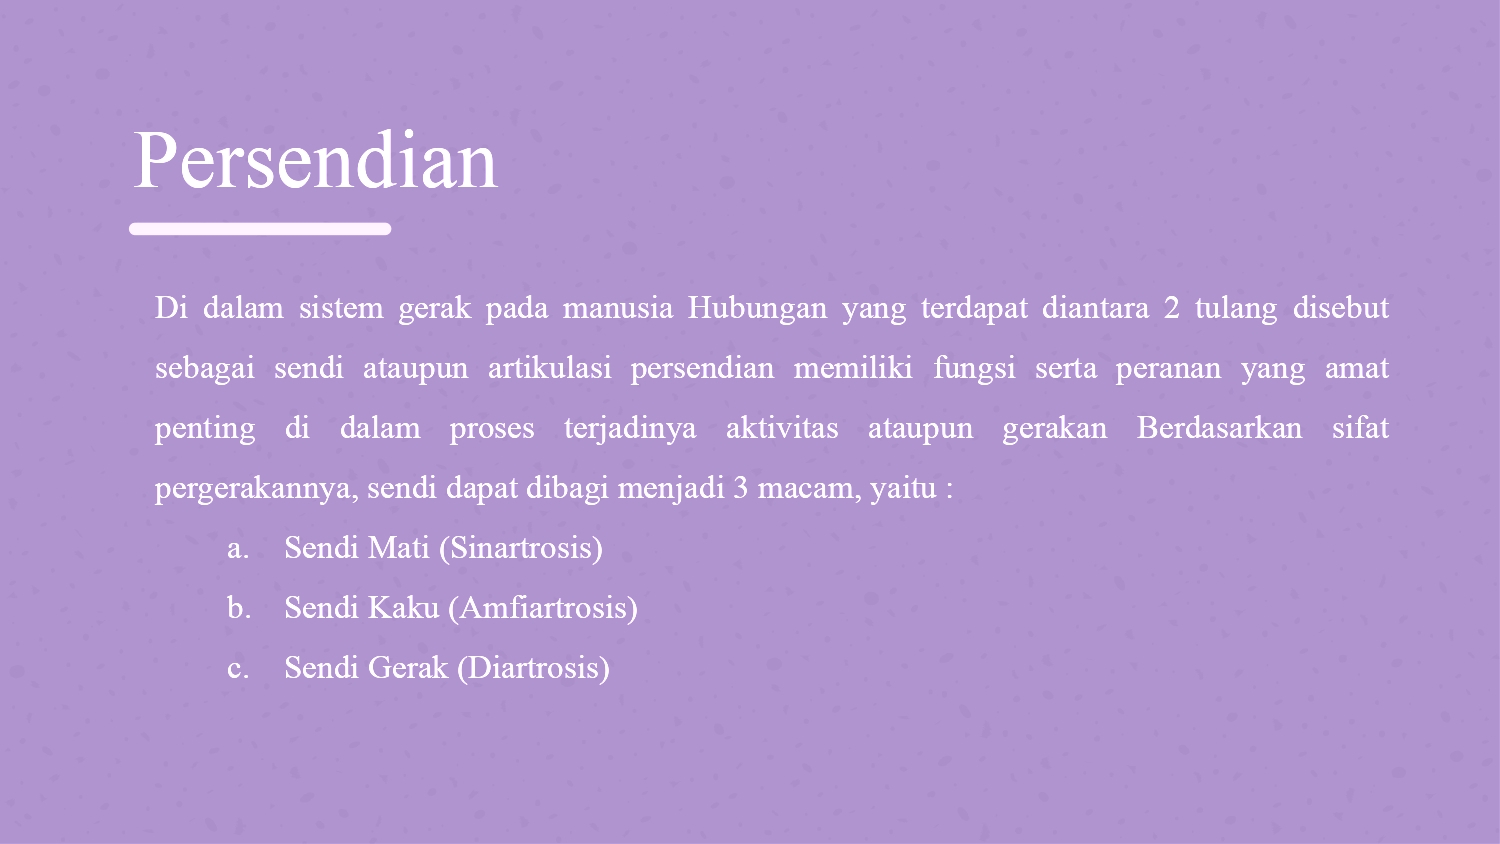 Persendian
Di dalam sistem gerak pada manusia Hubungan yang terdapat diantara 2 tulang disebut
sebagai sendi ataupun artikulasi persendian memiliki fungsi serta peranan yang amat
penting di dalam proses terjadinya aktivitas ataupun gerakan Berdasarkan sifat
pergerakannya, sendi dapat dibagi menjadi 3 macam, yaitu :
a. Sendi Mati (Sinartrosis)
b. Sendi Kaku (Amfiartrosis)
c. Sendi Gerak (Diartrosis)